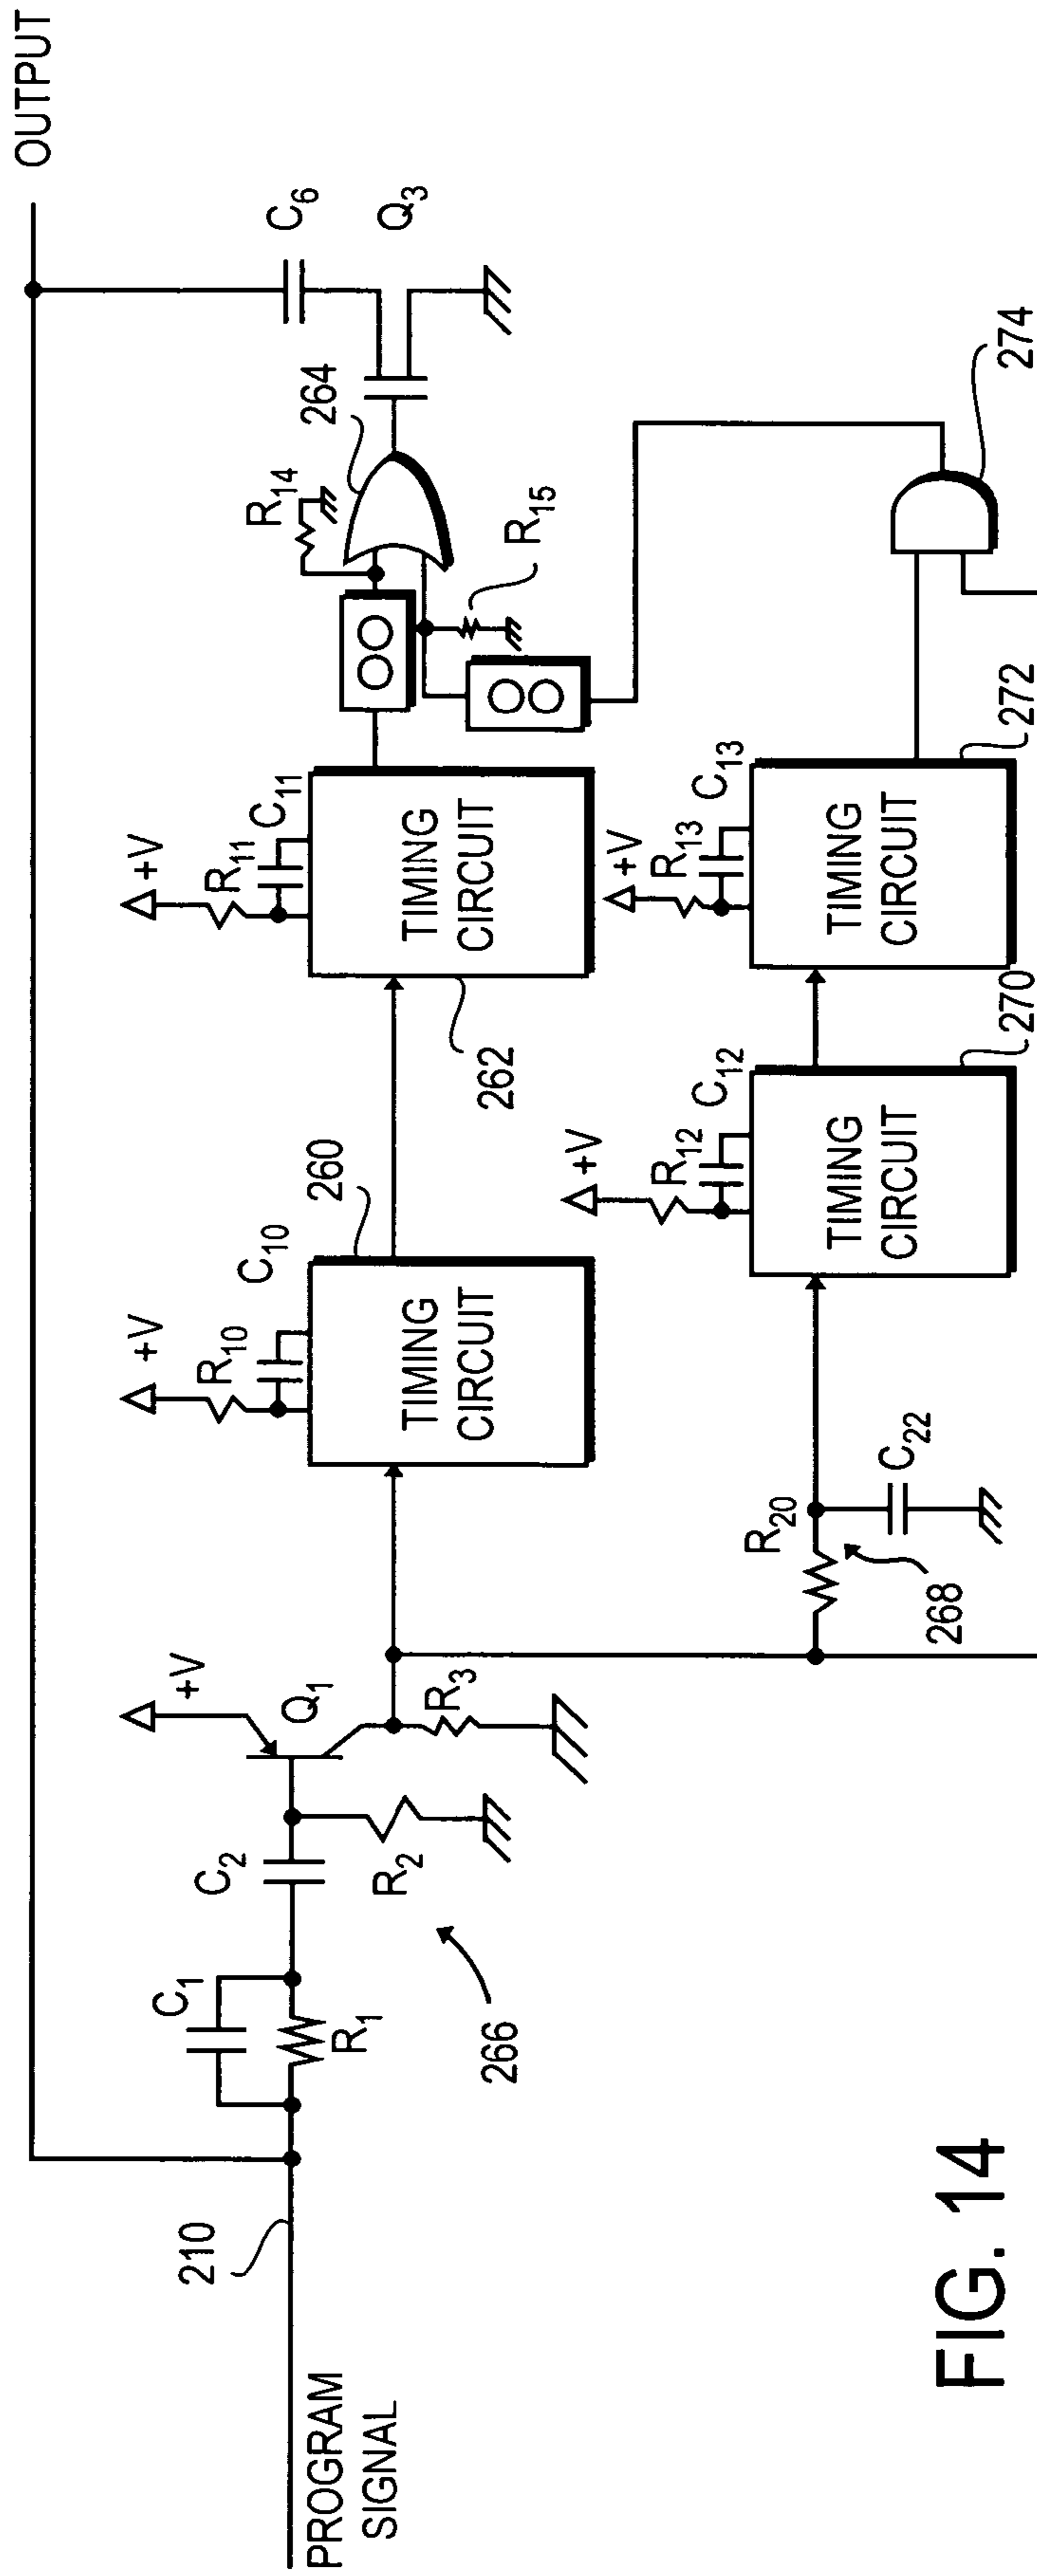 OUTPUT
C6
Q3
264
R14
R15
274
+V
R11
C11
TIMING
CIRCUIT
262
+V
R13
C13
TIMING
CIRCUIT
272
260
+V
R10
C10
TIMING
CIRCUIT
+V
R12
C12
TIMING
CIRCUIT
270
R20
C22
268
+V
Q1
R3
C2
R2
C1
R1
266
210
PROGRAM
SIGNAL
FIG. 14